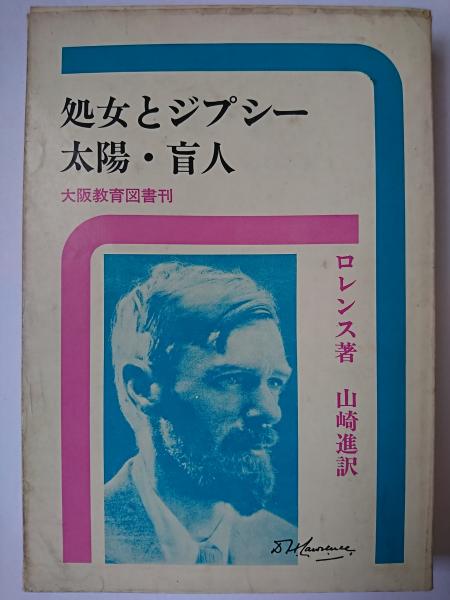 処女とジプシー
太陽・盲人
大阪教育図書刊
ロレンス著 山崎進訳
D. H. Lawrence.